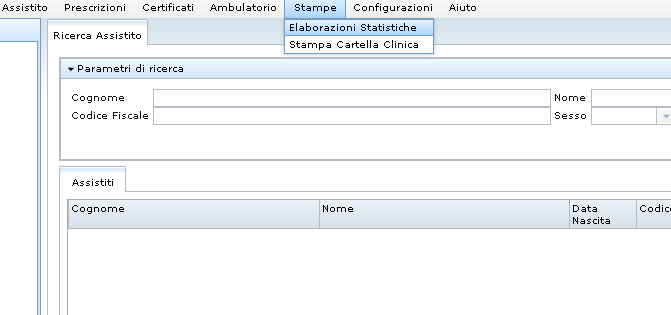 Assistito Prescrizioni Certificati Ambulatorio Stampe Configurazioni Aiuto
Elaborazioni Statistiche
Stampa Cartella Clinica
Ricerca Assistito
Parametri di ricerca
Cognome Nome
Codice Fiscale Sesso
Assistiti
Cognome Nome Data Nascita Codice